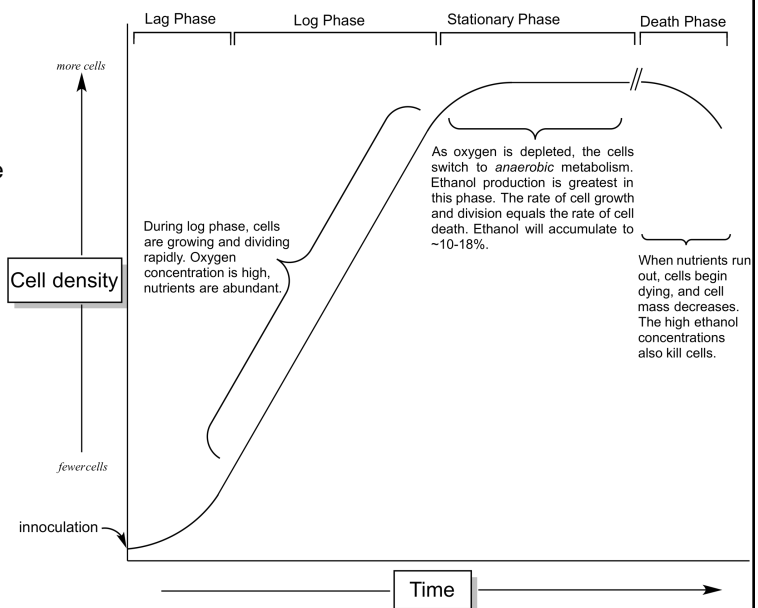 Lag Phase
Log Phase
Stationary Phase
Death Phase
more cells
e
As oxygen is depleted, the cells
switch to anaerobic metabolism.
Ethanol production is greatest in
this phase. The rate of cell growth
and division equals the rate of cell
death. Ethanol will accumulate to
~10-18%.
During log phase, cells
are growing and dividing
rapidly. Oxygen
concentration is high,
nutrients are abundant.
When nutrients run
out, cells begin
dying, and cell
mass decreases.
The high ethanol
concentrations
also kill cells.
Cell density
fewercells
innoculation
Time